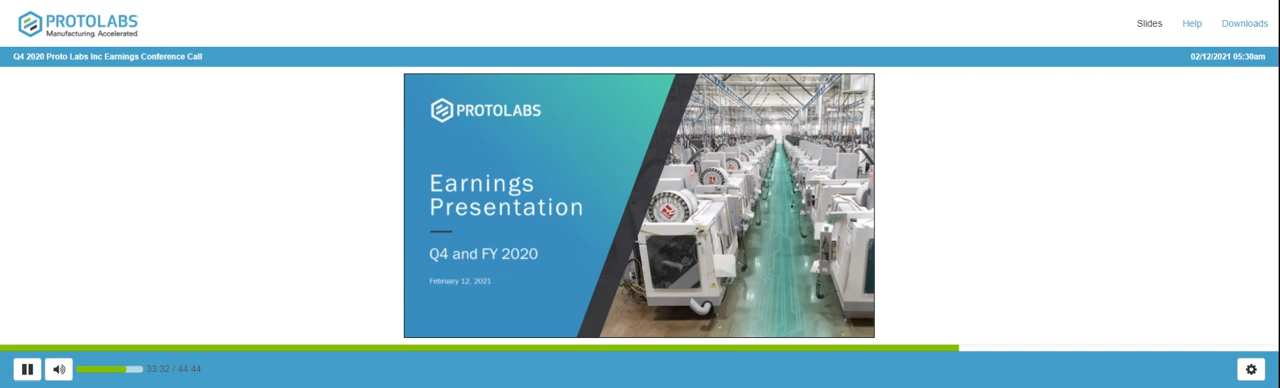 PROTOLABS
Manufacturing. Accelerated.
Slides Help Downloads
Q4 2020 Proto Labs Inc Earnings Conference Call 02/12/2021 05:30am
PROTOLABS
Earnings
Presentation
Q4 and FY 2020
February 12, 2021
33:32 / 44:44